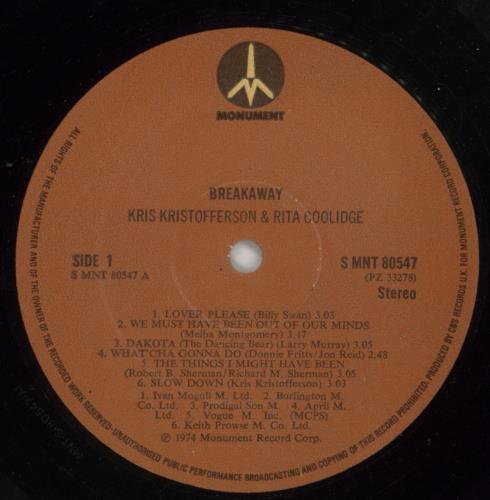 MONUMENT
BREAKAWAY
KRIS KRISTOFFERSON & RITA COOLIDGE
SIDE 1
S MNT 80547 A
S MNT 80547
(PZ 33278)
Stereo
1. LOVER PLEASE (Billy Swan) 3.03
2. WE MUST HAVE BEEN OUT OF OUR MINDS
(Melba Montgomery) 3.17
3. DAKOTA (The Dancing Bear) (Larry Murray) 3.05
4. WHAT'CHA GONNA DO (Donnie Fritts/Jon Reid) 2.48
5. THE THINGS I MIGHT HAVE BEEN
(Robert B. Sherman/Richard M. Sherman) 3.05
6. SLOW DOWN (Kris Kristofferson) 3.03
1. Ivan Mogull M. Ltd. 2. Burlington M.
Co. Ltd. 3. Prodigal Son M. 4. April M.
Ltd. 5. Vogue M. Inc. (MCPS)
6. Keith Prowse M. Co. Ltd.
℗ 1974 Monument Record Corp.
ALL RIGHTS OF THE MANUFACTURER AND OF THE OWNER OF THE RECORDED WORK RESERVED-UNAUTHORISED PUBLIC PERFORMANCE BROADCASTING AND COPYING OF THIS RECORD PROHIBITED. PRODUCED BY CBS RECORDS U.K. FOR MONUMENT RECORD CORPORATION.